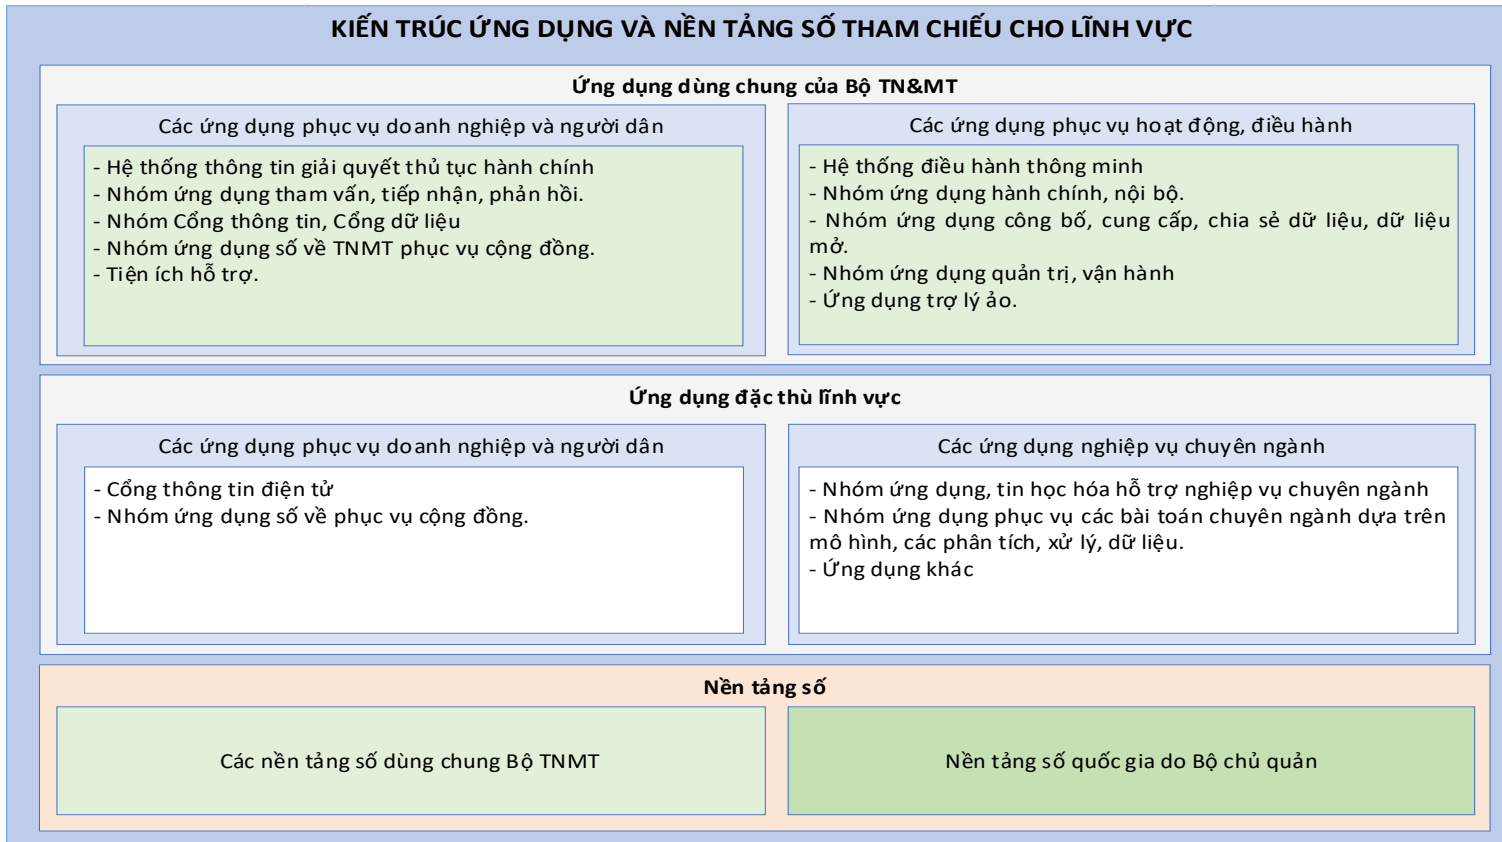 KIẾN TRÚC ỨNG DỤNG VÀ NỀN TẢNG SỐ THAM CHIẾU CHO LĨNH VỰC
Ứng dụng dùng chung của Bộ TN&MT
Các ứng dụng phục vụ doanh nghiệp và người dân
- Hệ thống thông tin giải quyết thủ tục hành chính
- Nhóm ứng dụng tham vấn, tiếp nhận, phản hồi.
- Nhóm Cổng thông tin, Cổng dữ liệu
- Nhóm ứng dụng số về TNMT phục vụ cộng đồng.
- Tiện ích hỗ trợ.
Các ứng dụng phục vụ hoạt động, điều hành
- Hệ thống điều hành thông minh
- Nhóm ứng dụng hành chính, nội bộ.
- Nhóm ứng dụng công bố, cung cấp, chia sẻ dữ liệu, dữ liệu
mở.
- Nhóm ứng dụng quản trị, vận hành
- Ứng dụng trợ lý ảo.
Ứng dụng đặc thù lĩnh vực
Các ứng dụng phục vụ doanh nghiệp và người dân
- Cổng thông tin điện tử
- Nhóm ứng dụng số về phục vụ cộng đồng.
Các ứng dụng nghiệp vụ chuyên ngành
- Nhóm ứng dụng, tin học hóa hỗ trợ nghiệp vụ chuyên ngành
- Nhóm ứng dụng phục vụ các bài toán chuyên ngành dựa trên
mô hình, các phân tích, xử lý, dữ liệu.
- Ứng dụng khác
Nền tảng số
Các nền tảng số dùng chung Bộ TNMT
Nền tảng số quốc gia do Bộ chủ quản